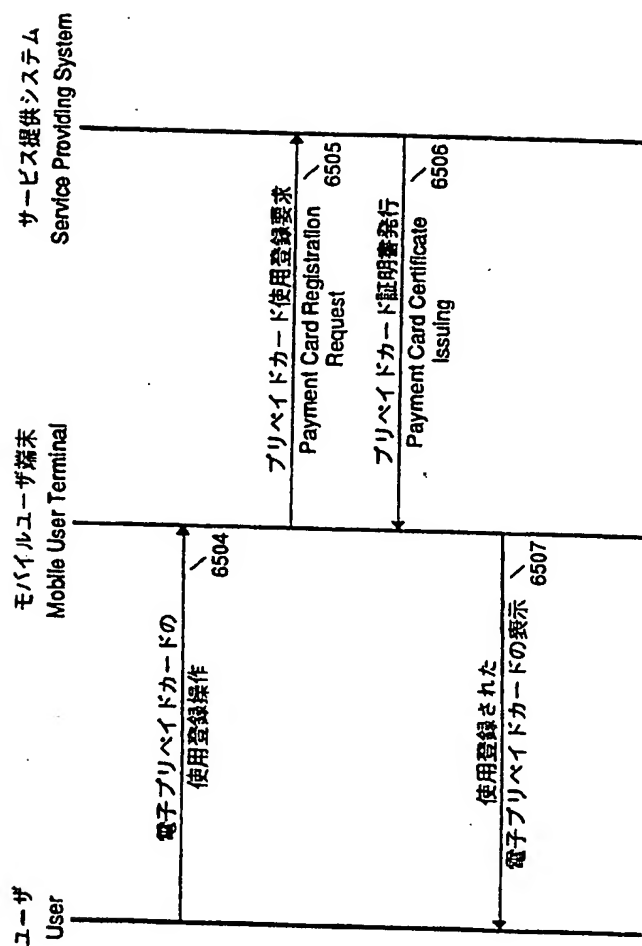 ユーザ
User
モバイルユーザ端末
Mobile User Terminal
サービス提供システム
Service Providing System
電子プリペイドカードの
使用登録操作
6504
プリペイドカード使用登録要求
Payment Card Registration
Request
6505
プリペイドカード証明書発行
Payment Card Certificate
Issuing
6506
使用登録された
電子プリペイドカードの表示
6507